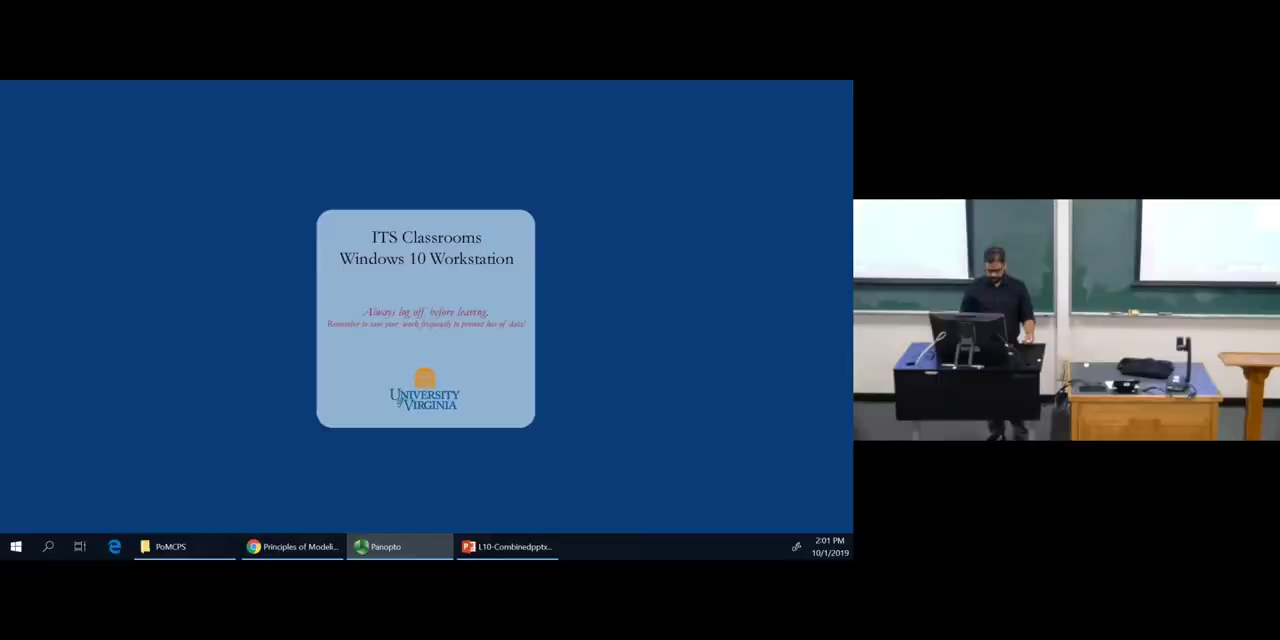 ITS Classrooms
Windows 10 Workstation
Always log off before leaving.
Remember to save your work frequently to prevent loss of data!
UNIVERSITY
of VIRGINIA
PoMCPS
Principles of Modeli...
Panopto
L10-Combinedpptx...
2:01 PM
10/1/2019